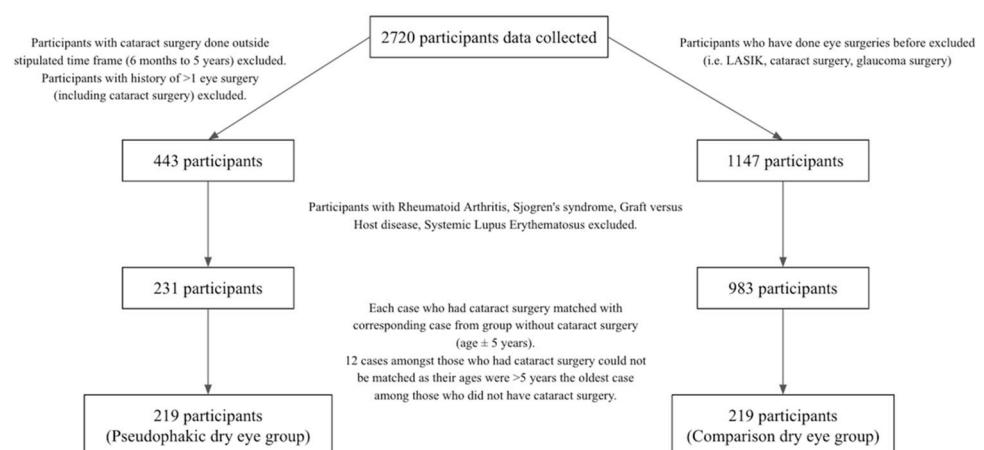 2720 participants data collected
Participants with cataract surgery done outside
stipulated time frame (6 months to 5 years) excluded.
Participants with history of >1 eye surgery
(including cataract surgery) excluded.
Participants who have done eye surgeries before excluded
(i.e. LASIK, cataract surgery, glaucoma surgery)
443 participants
1147 participants
Participants with Rheumatoid Arthritis, Sjogren's syndrome, Graft versus
Host disease, Systemic Lupus Erythematosus excluded.
231 participants
983 participants
Each case who had cataract surgery matched with
corresponding case from group without cataract surgery
(age ± 5 years).
12 cases amongst those who had cataract surgery could not
be matched as their ages were >5 years the oldest case
among those who did not have cataract surgery.
219 participants
(Pseudophakic dry eye group)
219 participants
(Comparison dry eye group)